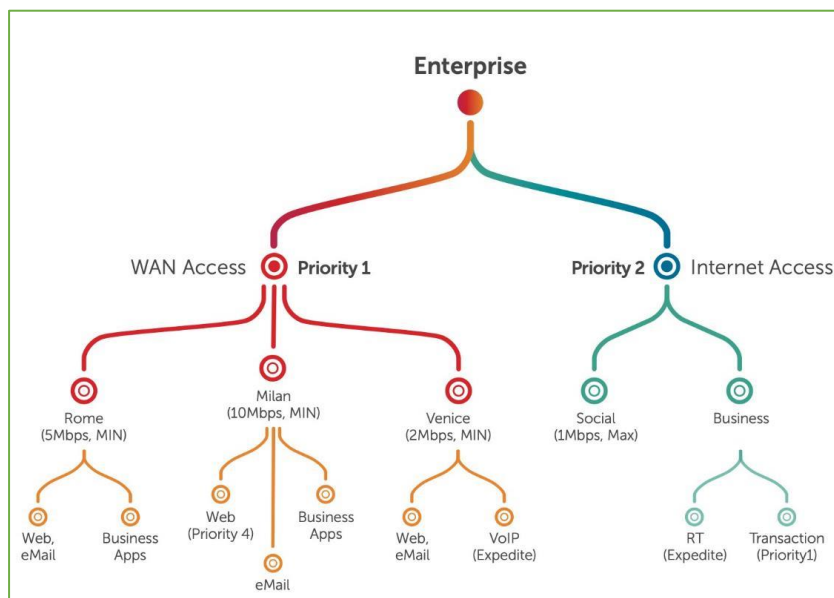 Enterprise
WAN Access Priority 1
Priority 2 Internet Access
Rome
(5Mbps, MIN)
Milan
(10Mbps, MIN)
Venice
(2Mbps, MIN)
Social
(1Mbps, Max)
Business
Web,
eMail
Business
Apps
Web
(Priority 4)
eMail
Business
Apps
Web,
eMail
VoIP
(Expedite)
RT
(Expedite)
Transaction
(Priority1)